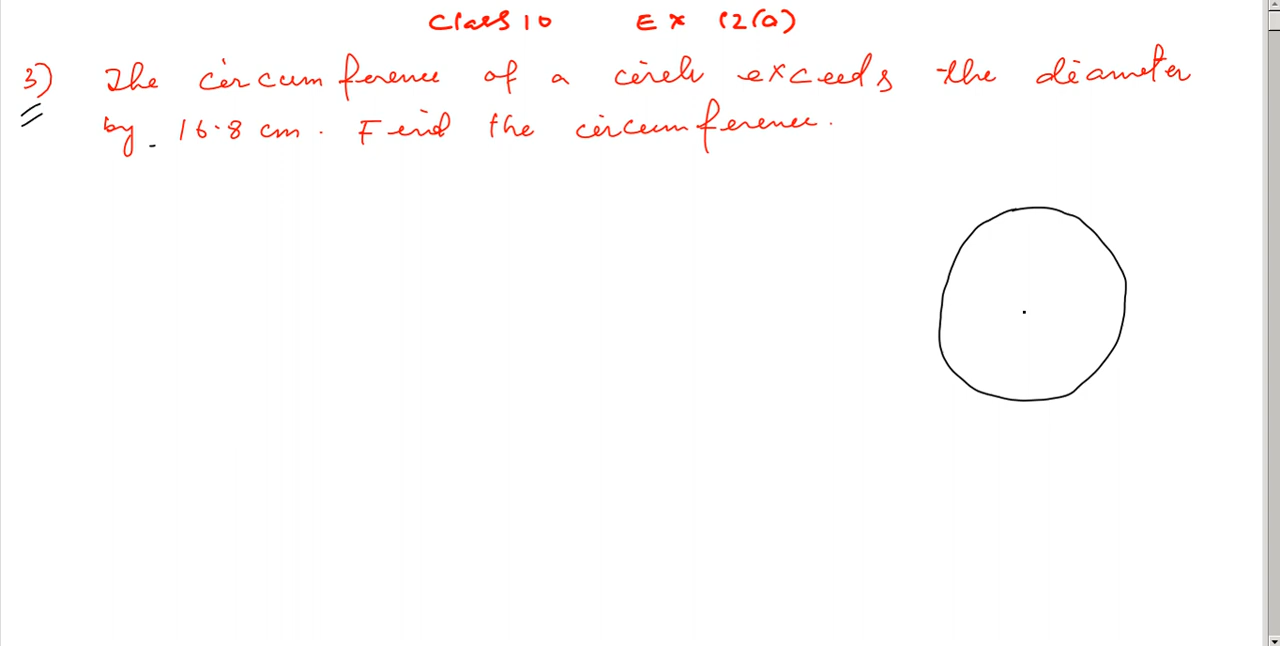 Class 10 Ex 12(a)
3) The circumference of a circle exceeds the diameter
by 16.8 cm. Find the circumference.